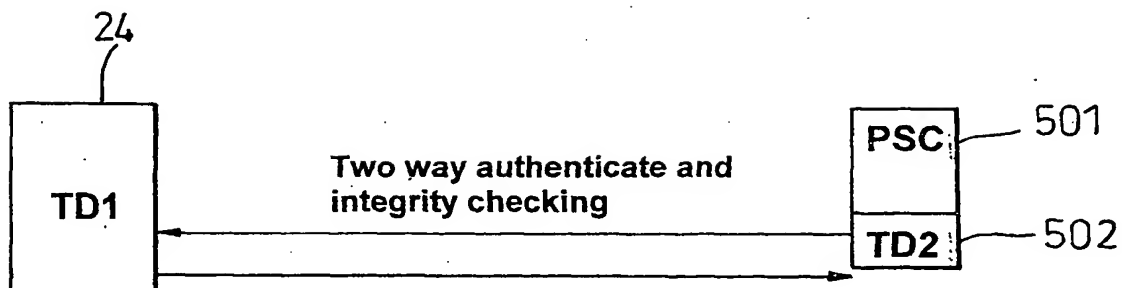 24
PSC
501
Two way authenticate and
integrity checking
TD1
TD2
502